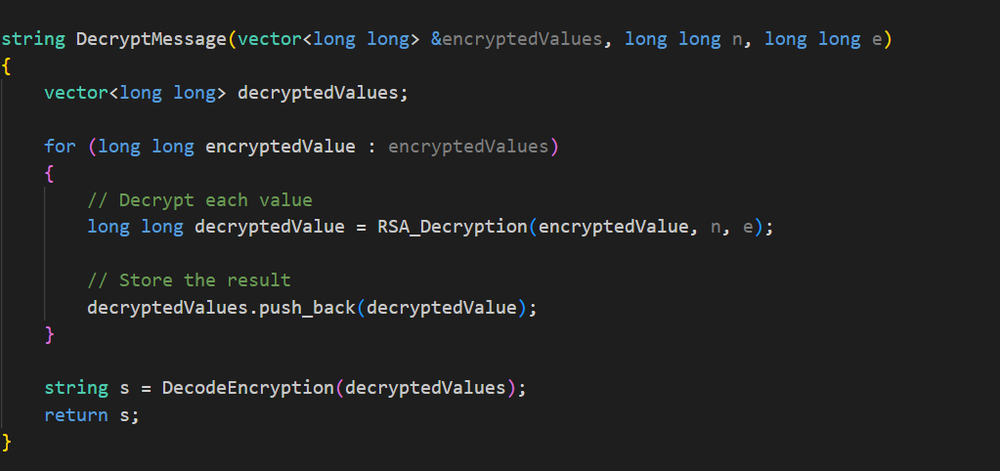 string DecryptMessage(vector<long long> &encryptedValues, long long n, long long e)
{
    vector<long long> decryptedValues;

    for (long long encryptedValue : encryptedValues)
    {
        // Decrypt each value
        long long decryptedValue = RSA_Decryption(encryptedValue, n, e);

        // Store the result
        decryptedValues.push_back(decryptedValue);
    }

    string s = DecodeEncryption(decryptedValues);
    return s;
}